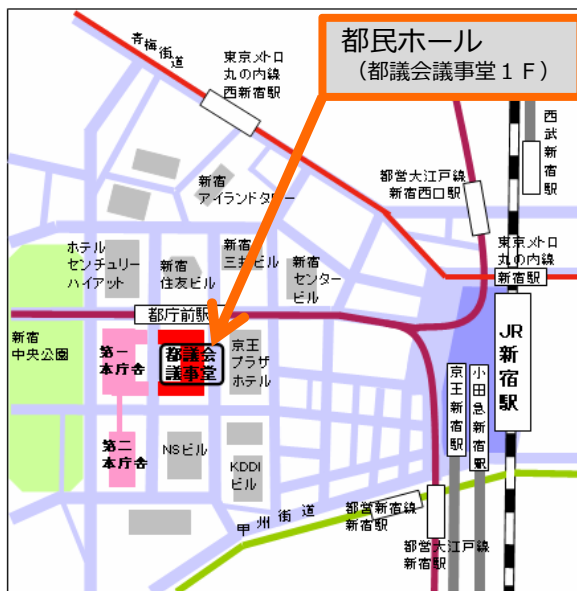 都民ホール
(都議会議事堂1F)
青梅街道
東京メトロ
丸の内線
西新宿駅
西武新宿駅
都営大江戸線
新宿西口駅
新宿
アイランドタワー
東京メトロ
丸の内線
新宿駅
ホテル
センチュリー
ハイアット
新宿
住友ビル
新宿
三井ビル
新宿
センター
ビル
都庁前駅
JR新宿駅
新宿
中央公園
第一
本庁舎
都議会
議事堂
京王
プラザ
ホテル
京王新宿駅
小田急新宿駅
第二
本庁舎
NSビル
KDDI
ビル
甲州街道
都営新宿線
新宿駅
都営大江戸線
新宿駅